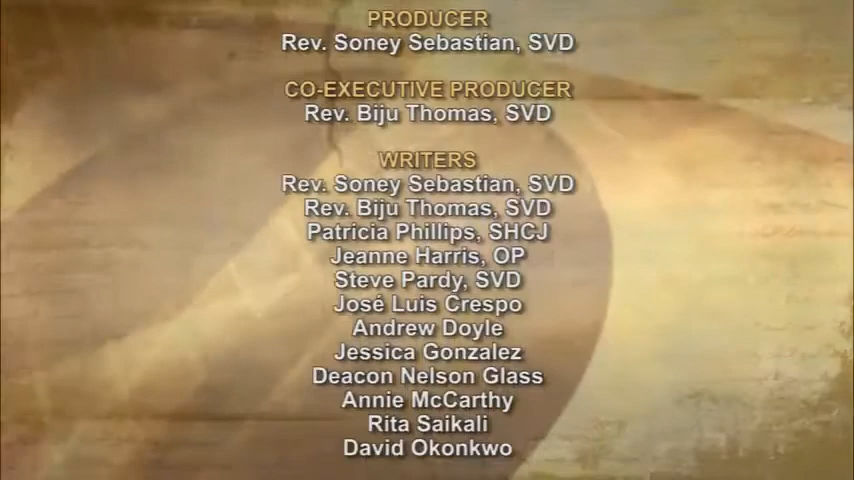 PRODUCER
Rev. Soney Sebastian, SVD
CO-EXECUTIVE PRODUCER
Rev. Biju Thomas, SVD
WRITERS
Rev. Soney Sebastian, SVD
Rev. Biju Thomas, SVD
Patricia Phillips, SHCJ
Jeanne Harris, OP
Steve Pardy, SVD
José Luis Crespo
Andrew Doyle
Jessica Gonzalez
Deacon Nelson Glass
Annie McCarthy
Rita Saikali
David Okonkwo